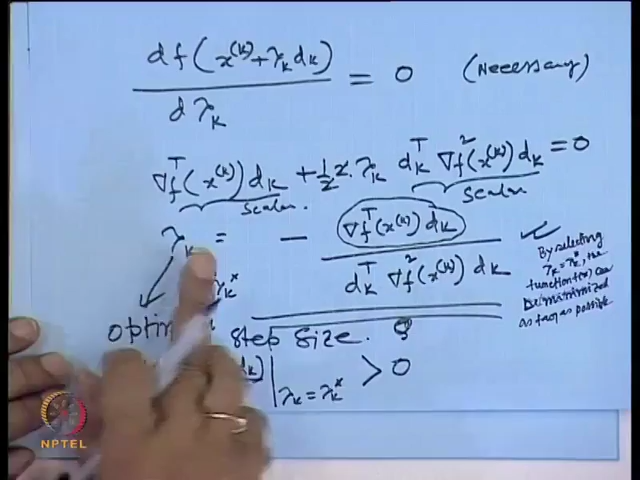 df(x^(k)+λ_k d_k) / dλ_k = 0 (Necessary)
∇f^T(x^(k)) d_k + 1/2 2. λ_k d_k^T ∇²f(x^(k)) d_k = 0
Scalar. Scalar
λ_k = - ∇f^T(x^(k)) d_k / d_k^T ∇²f(x^(k)) d_k
λ_k^*
By selecting
λ_k = λ_k^*, the
function f(x) can
be minimized
as far as possible
step size.
d_k) | λ_k = λ_k^* > 0
NPTEL